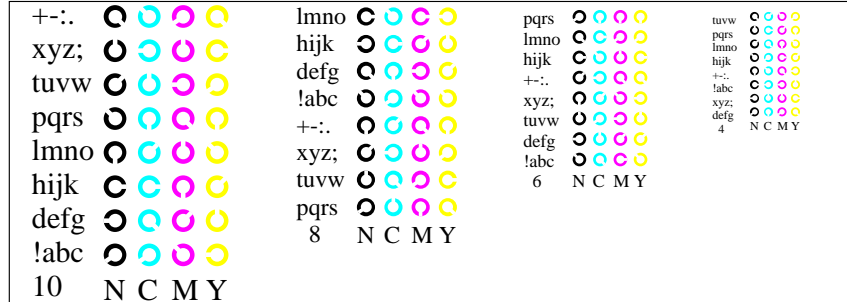 +-:.
xyz;
tuvw
pqrs
lmno
hijk
defg
!abc
10 N C M Y
lmno
hijk
defg
!abc
+-:.
xyz;
tuvw
pqrs
8 N C M Y
pqrs
lmno
hijk
+-:.
xyz;
tuvw
defg
!abc
6 N C M Y
tuvw
pqrs
lmno
hijk
+-:.
!abc
xyz;
defg
4 N C M Y